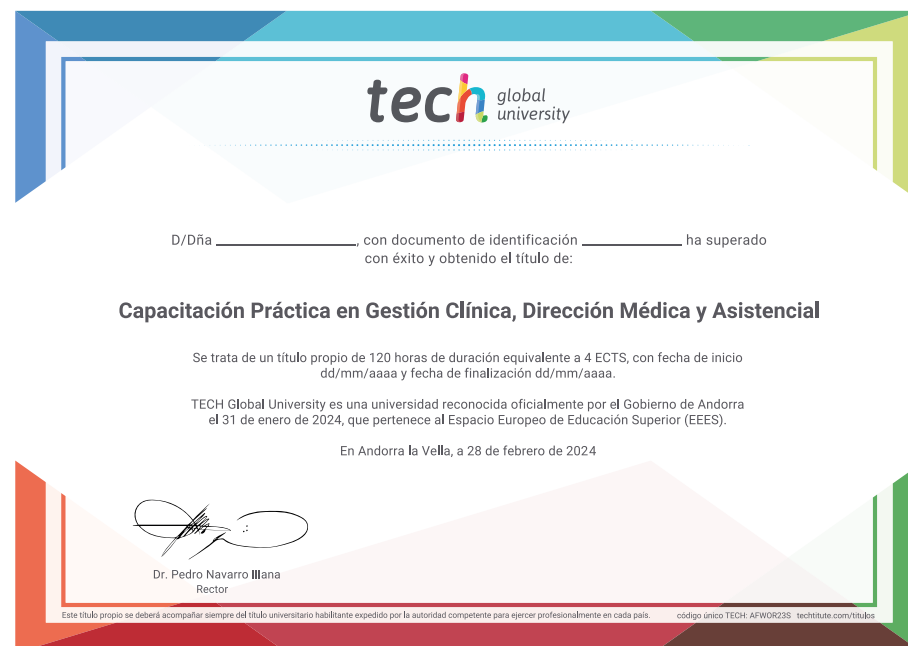 tech global university
D/Dña ____________, con documento de identificación ____________ ha superado
con éxito y obtenido el título de:
Capacitación Práctica en Gestión Clínica, Dirección Médica y Asistencial
Se trata de un título propio de 120 horas de duración equivalente a 4 ECTS, con fecha de inicio
dd/mm/aaaa y fecha de finalización dd/mm/aaaa.
TECH Global University es una universidad reconocida oficialmente por el Gobierno de Andorra
el 31 de enero de 2024, que pertenece al Espacio Europeo de Educación Superior (EEES).
En Andorra la Vella, a 28 de febrero de 2024
Dr. Pedro Navarro Illana
Rector
Este título propio se deberá acompañar siempre del título universitario habilitante expedido por la autoridad competente para ejercer profesionalmente en cada país. código único TECH: AFWOR23S techtitute.com/titulos